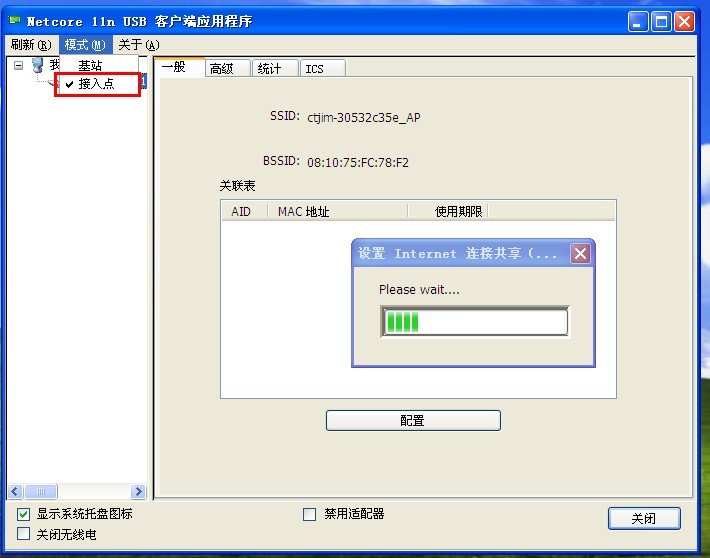 Netcore 11n USB 客户端应用程序
刷新(R) 模式(M) 关于(A)
基站
✓接入点
一般 高级 统计 ICS
SSID: ctjim-30532c35e_AP
BSSID: 08:10:75:FC:78:F2
关联表
AID MAC 地址 使用期限
设置 Internet 连接共享 (...
Please wait....
配置
显示系统托盘图标
关闭无线电
禁用适配器
关闭